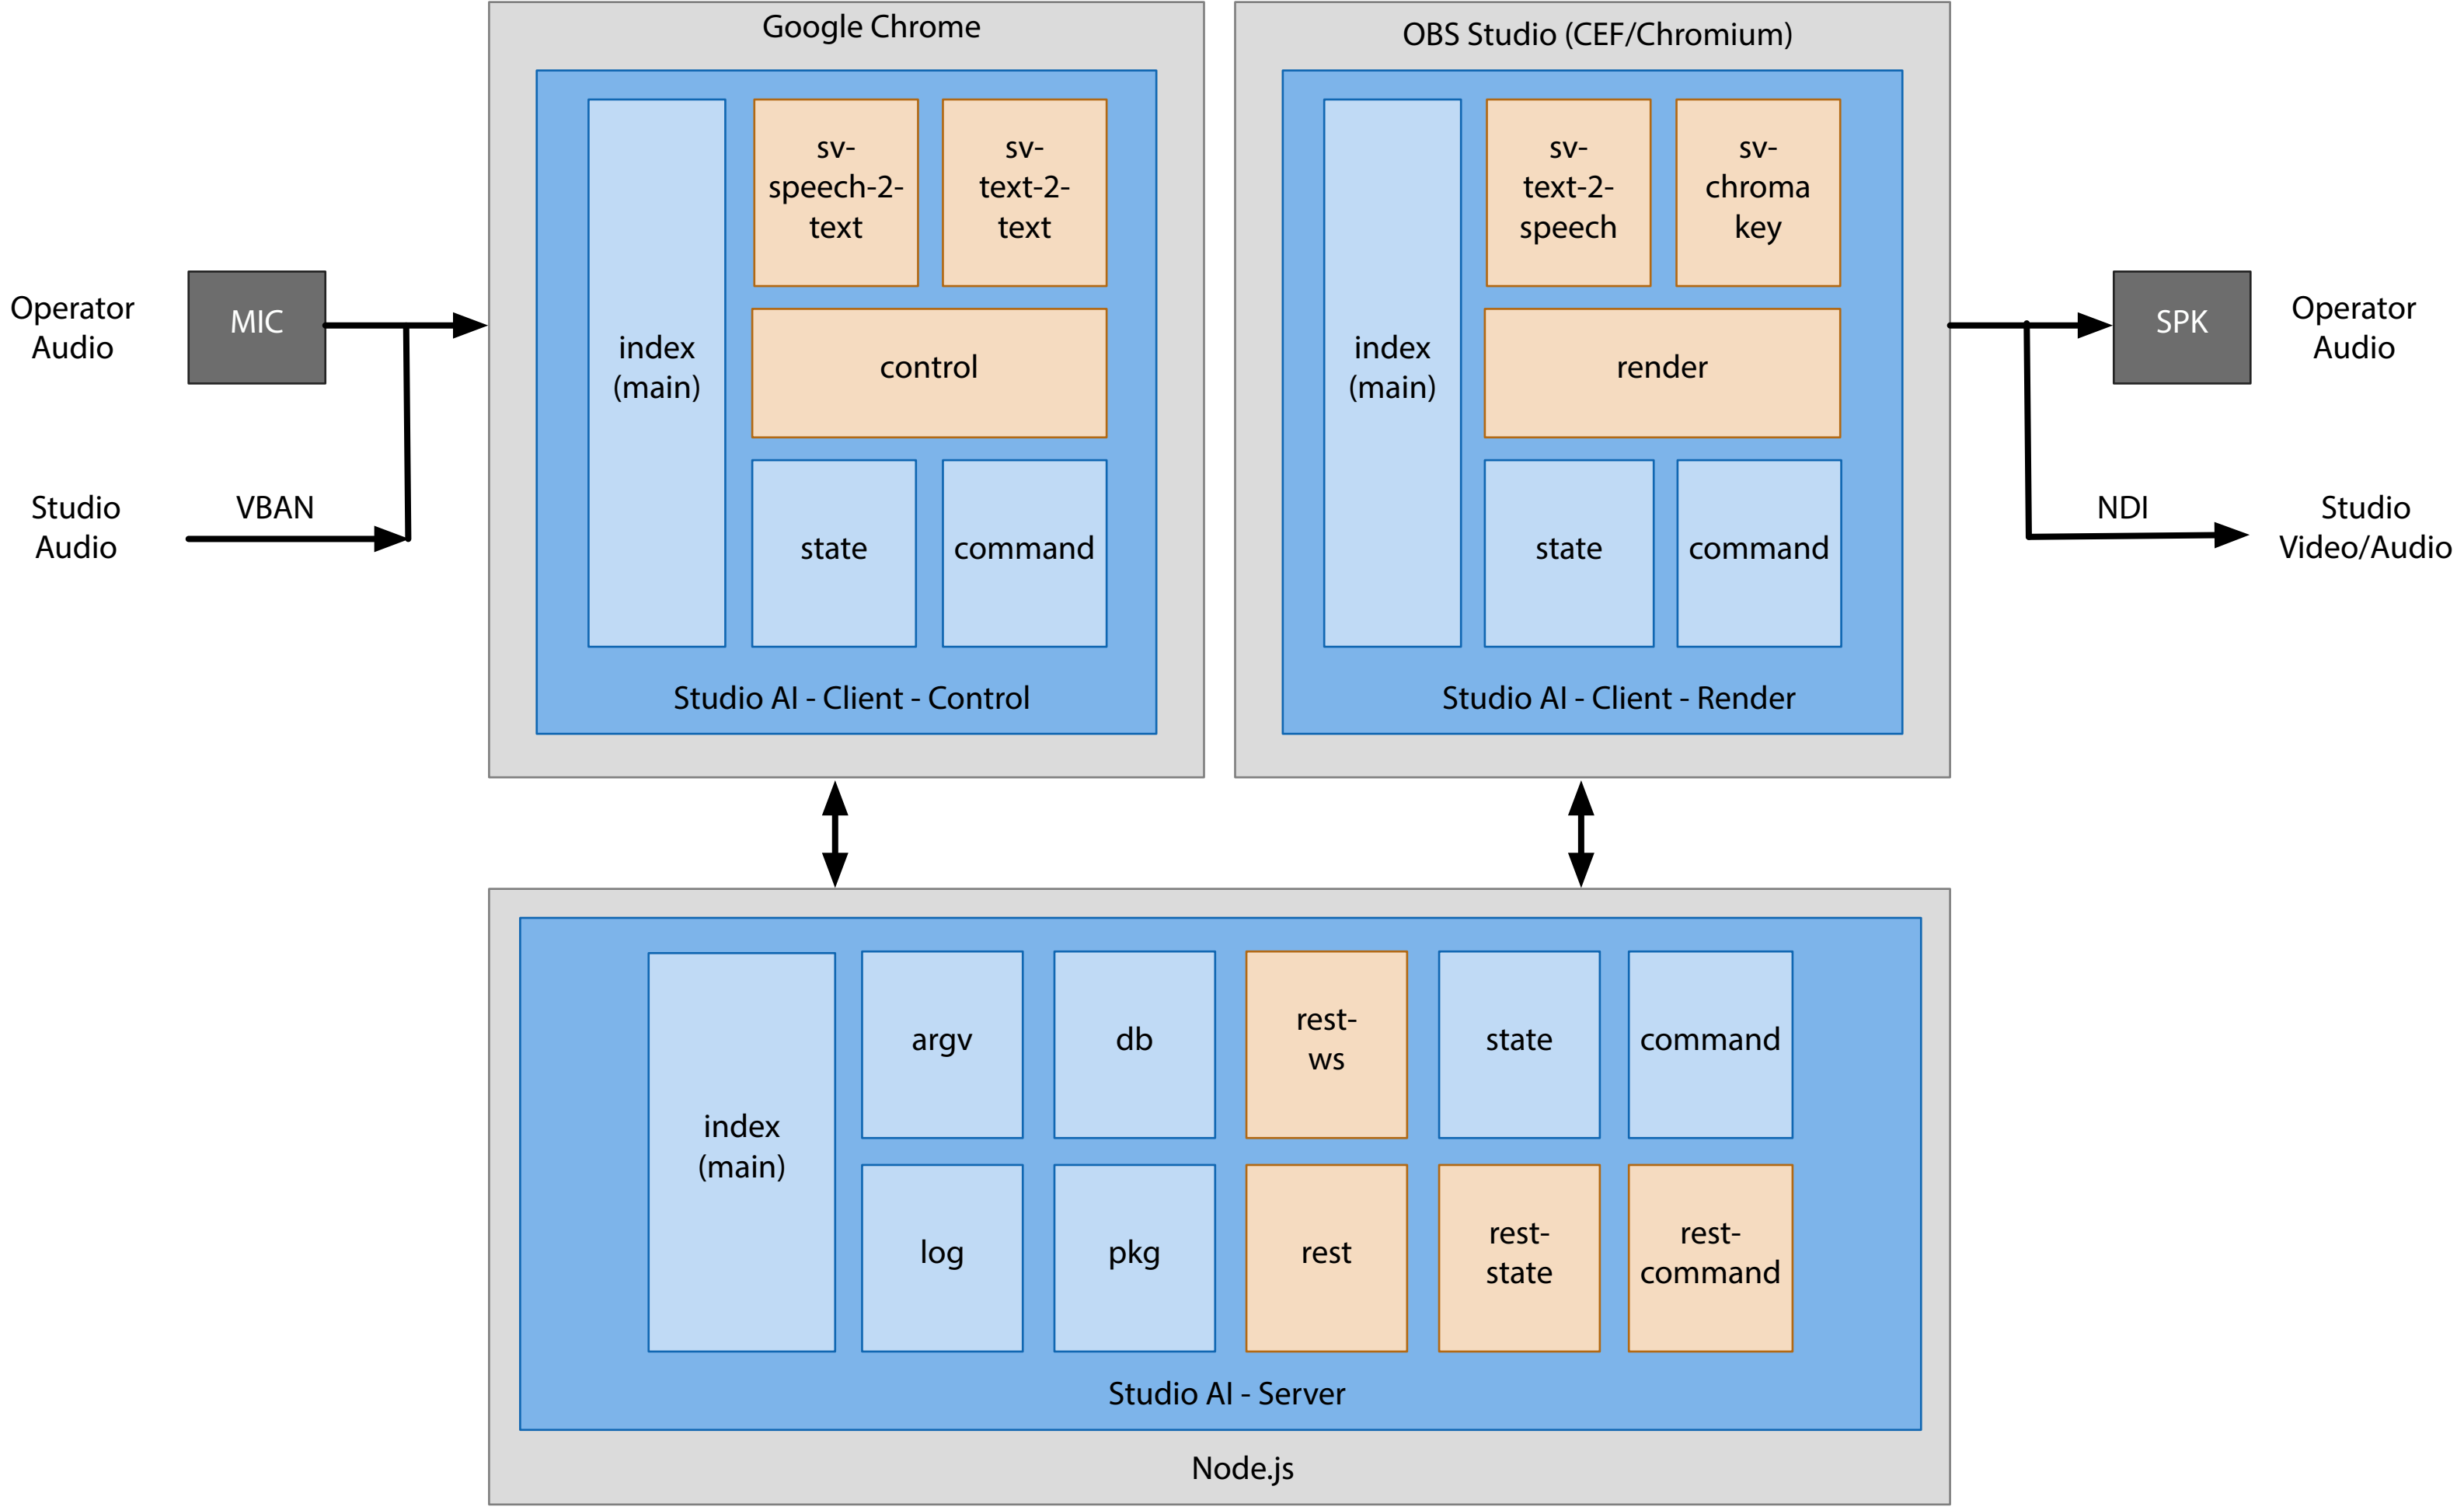 Google Chrome
OBS Studio (CEF/Chromium)
Operator
Audio
MIC
Studio
Audio
VBAN
index
(main)
sv-
speech-2-
text
sv-
text-2-
text
control
state
command
Studio AI - Client - Control
index
(main)
sv-
text-2-
speech
sv-
chroma
key
render
state
command
Studio AI - Client - Render
SPK
Operator
Audio
NDI
Studio
Video/Audio
index
(main)
argv
db
rest-
ws
state
command
log
pkg
rest
rest-
state
rest-
command
Studio AI - Server
Node.js